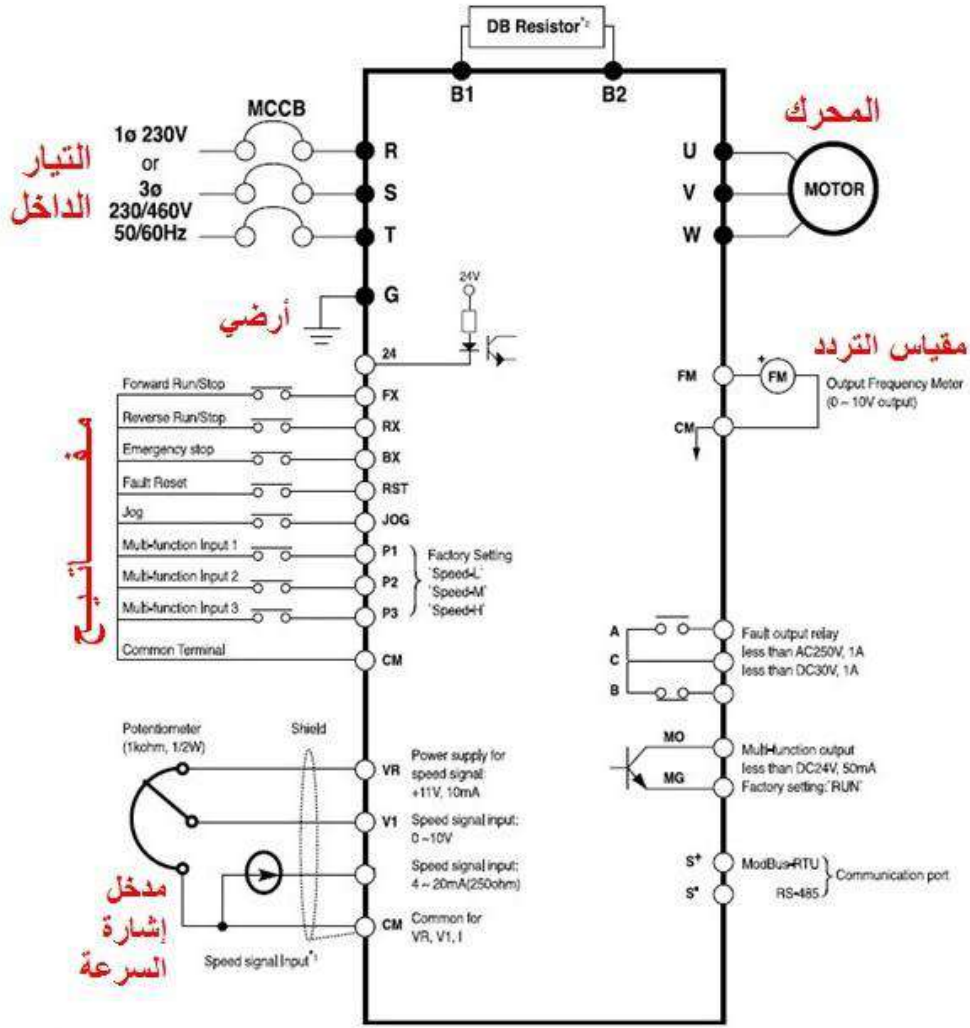 DB Resistor*2
B1
B2
MCCB
1ø 230V
or
3ø
230/460V
50/60Hz
التيار
الداخل
R
S
T
G
أرضي
U
V
W
MOTOR
المحرك
24V
24
مفـــاتيـــح
Forward Run/Stop
FX
Reverse Run/Stop
RX
Emergency stop
BX
Fault Reset
RST
Jog
JOG
Multi-function Input 1
P1
Multi-function Input 2
P2
Multi-function Input 3
P3
Factory Setting
'Speed-L'
'Speed-M'
'Speed-H'
Common Terminal
CM
مقياس التردد
FM
+
FM
Output Frequency Meter
(0 ~ 10V output)
CM
A
C
B
Fault output relay
less than AC250V, 1A
less than DC30V, 1A
MO
MG
Multi-function output
less than DC24V, 50mA
Factory setting:'RUN'
S+
S-
ModBus-RTU
RS-485
Communication port
Potentiometer
(1kohm, 1/2W)
Shield
VR
Power supply for
speed signal:
+11V, 10mA
V1
Speed signal input:
0 ~10V
Speed signal input:
4 ~ 20mA(250ohm)
CM
Common for
VR, V1, I
Speed signal Input*1
مدخل
إشارة
السرعة